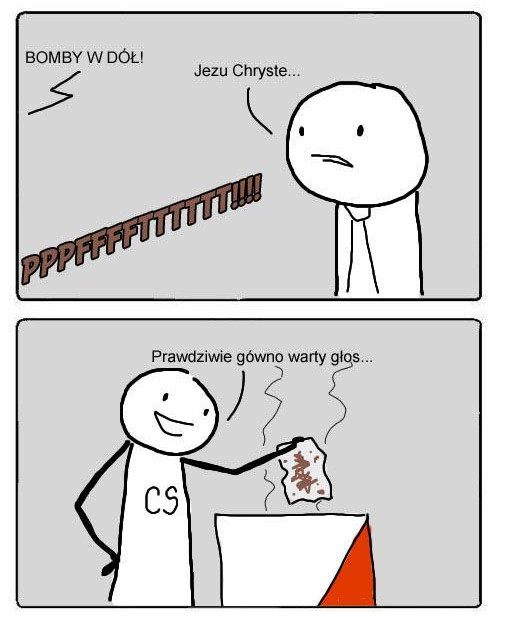 BOMBY W DÓŁ!
Jezu Chryste...
PPPFFFFTTTTTT!!!!
Prawdziwie gówno warty głos...
CS